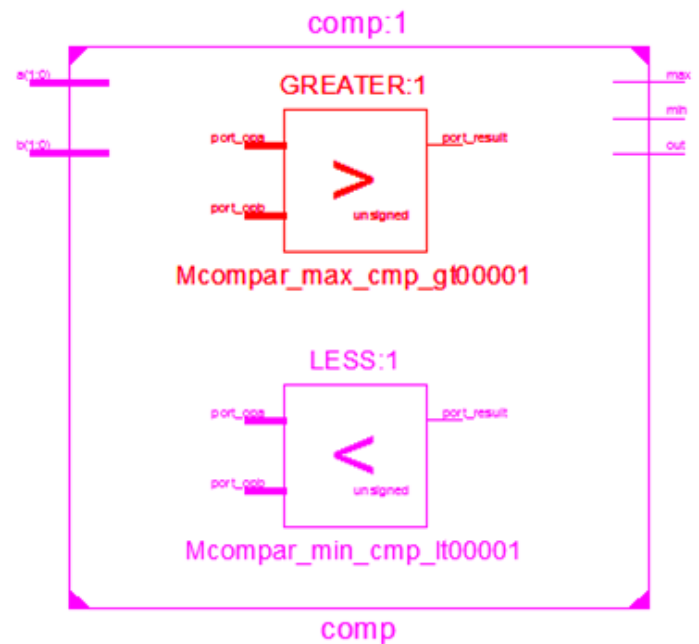 comp:1
a(1:0)
b(1:0)
max
min
out
GREATER:1
port_opa
port_opb
port_result
>
unsigned
Mcompar_max_cmp_gt00001
LESS:1
port_opa
port_opb
port_result
<
unsigned
Mcompar_min_cmp_lt00001
comp